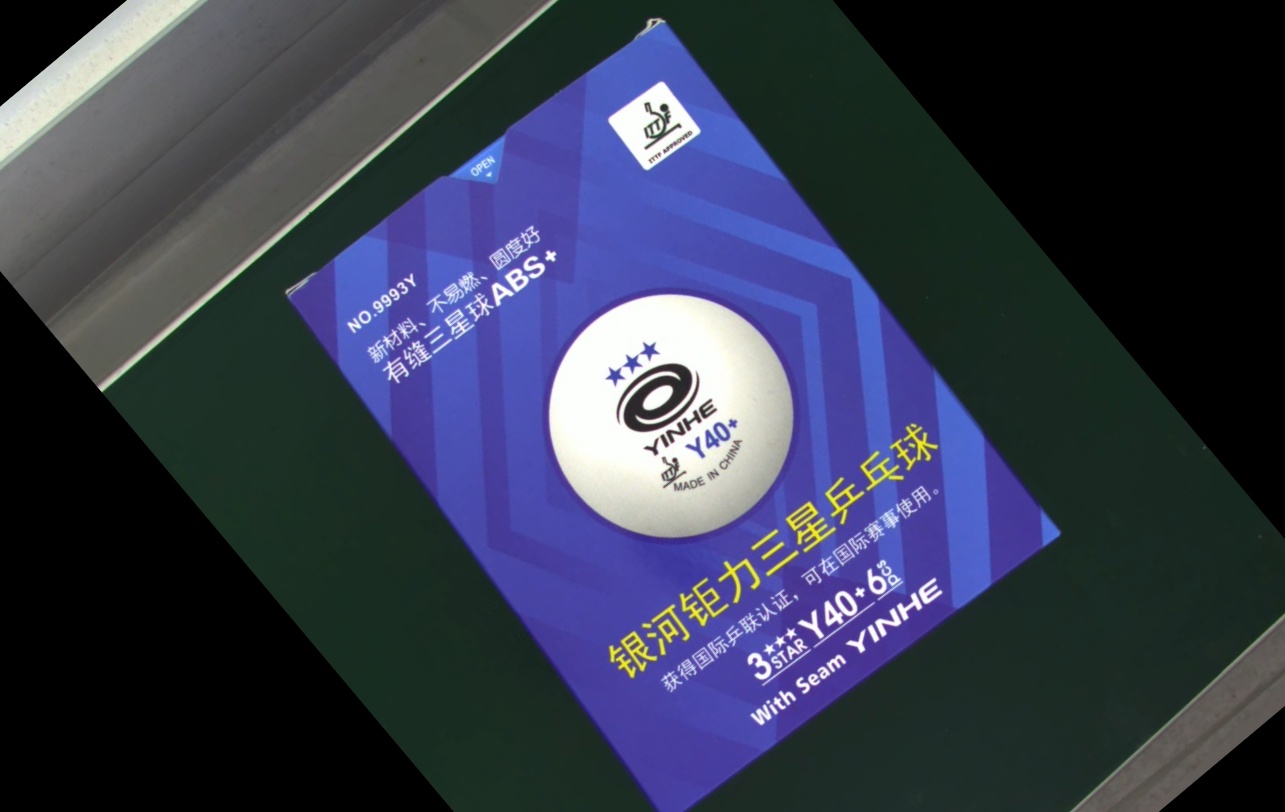 ITTF APPROVED
OPEN
NO.9993Y
新材料、不易燃、圆度好
有缝三星球ABS+
YINHE
Y40+
MADE IN CHINA
银河钜力三星乒乓球
获得国际乒联认证，可在国际赛事使用。
3 STAR Y40+ 6 PCS
With Seam YINHE